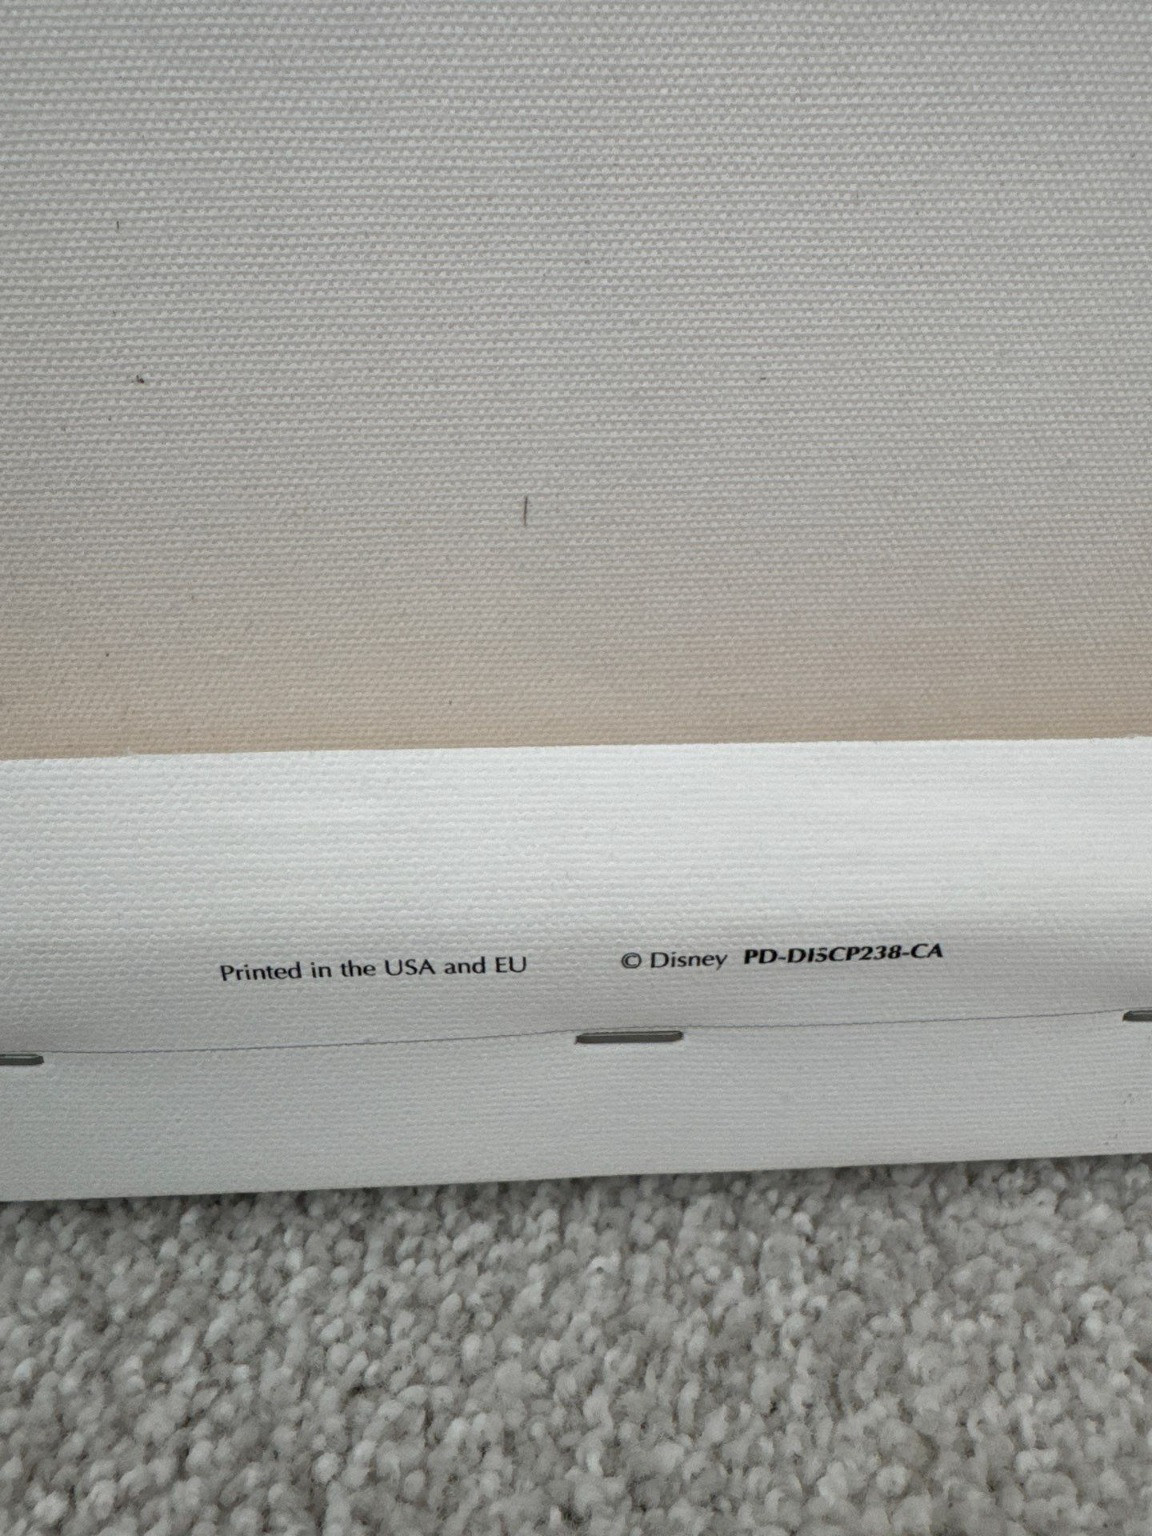 Printed in the USA and EU © Disney PD-DI5CP238-CA